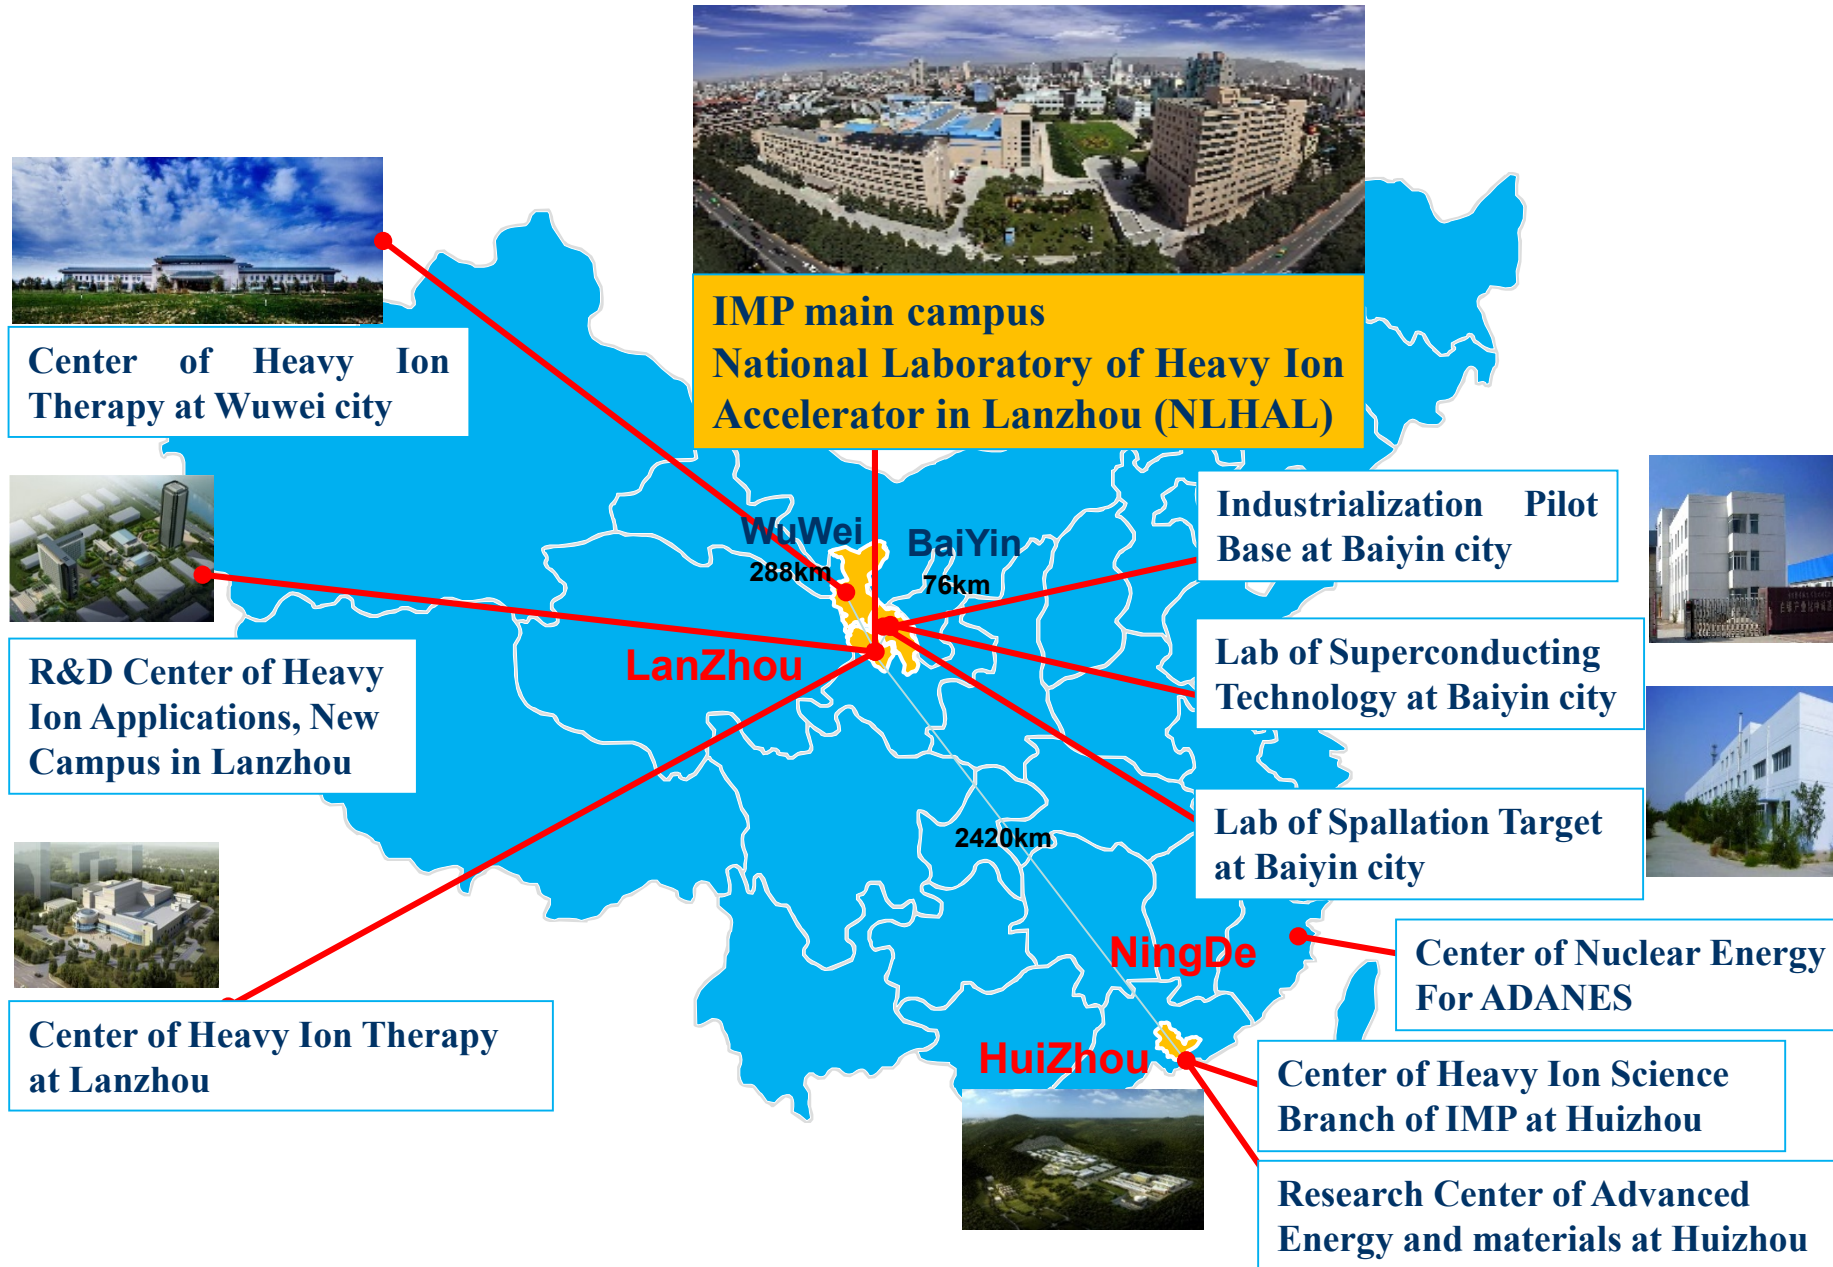 IMP main campus
National Laboratory of Heavy Ion
Accelerator in Lanzhou (NLHAL)
Center of Heavy Ion
Therapy at Wuwei city
WuWei
288km
BaiYin
76km
Industrialization Pilot
Base at Baiyin city
LanZhou
R&D Center of Heavy
Ion Applications, New
Campus in Lanzhou
Lab of Superconducting
Technology at Baiyin city
2420km
Lab of Spallation Target
at Baiyin city
NingDe
Center of Nuclear Energy
For ADANES
Center of Heavy Ion Therapy
at Lanzhou
HuiZhou
Center of Heavy Ion Science
Branch of IMP at Huizhou
Research Center of Advanced
Energy and materials at Huizhou